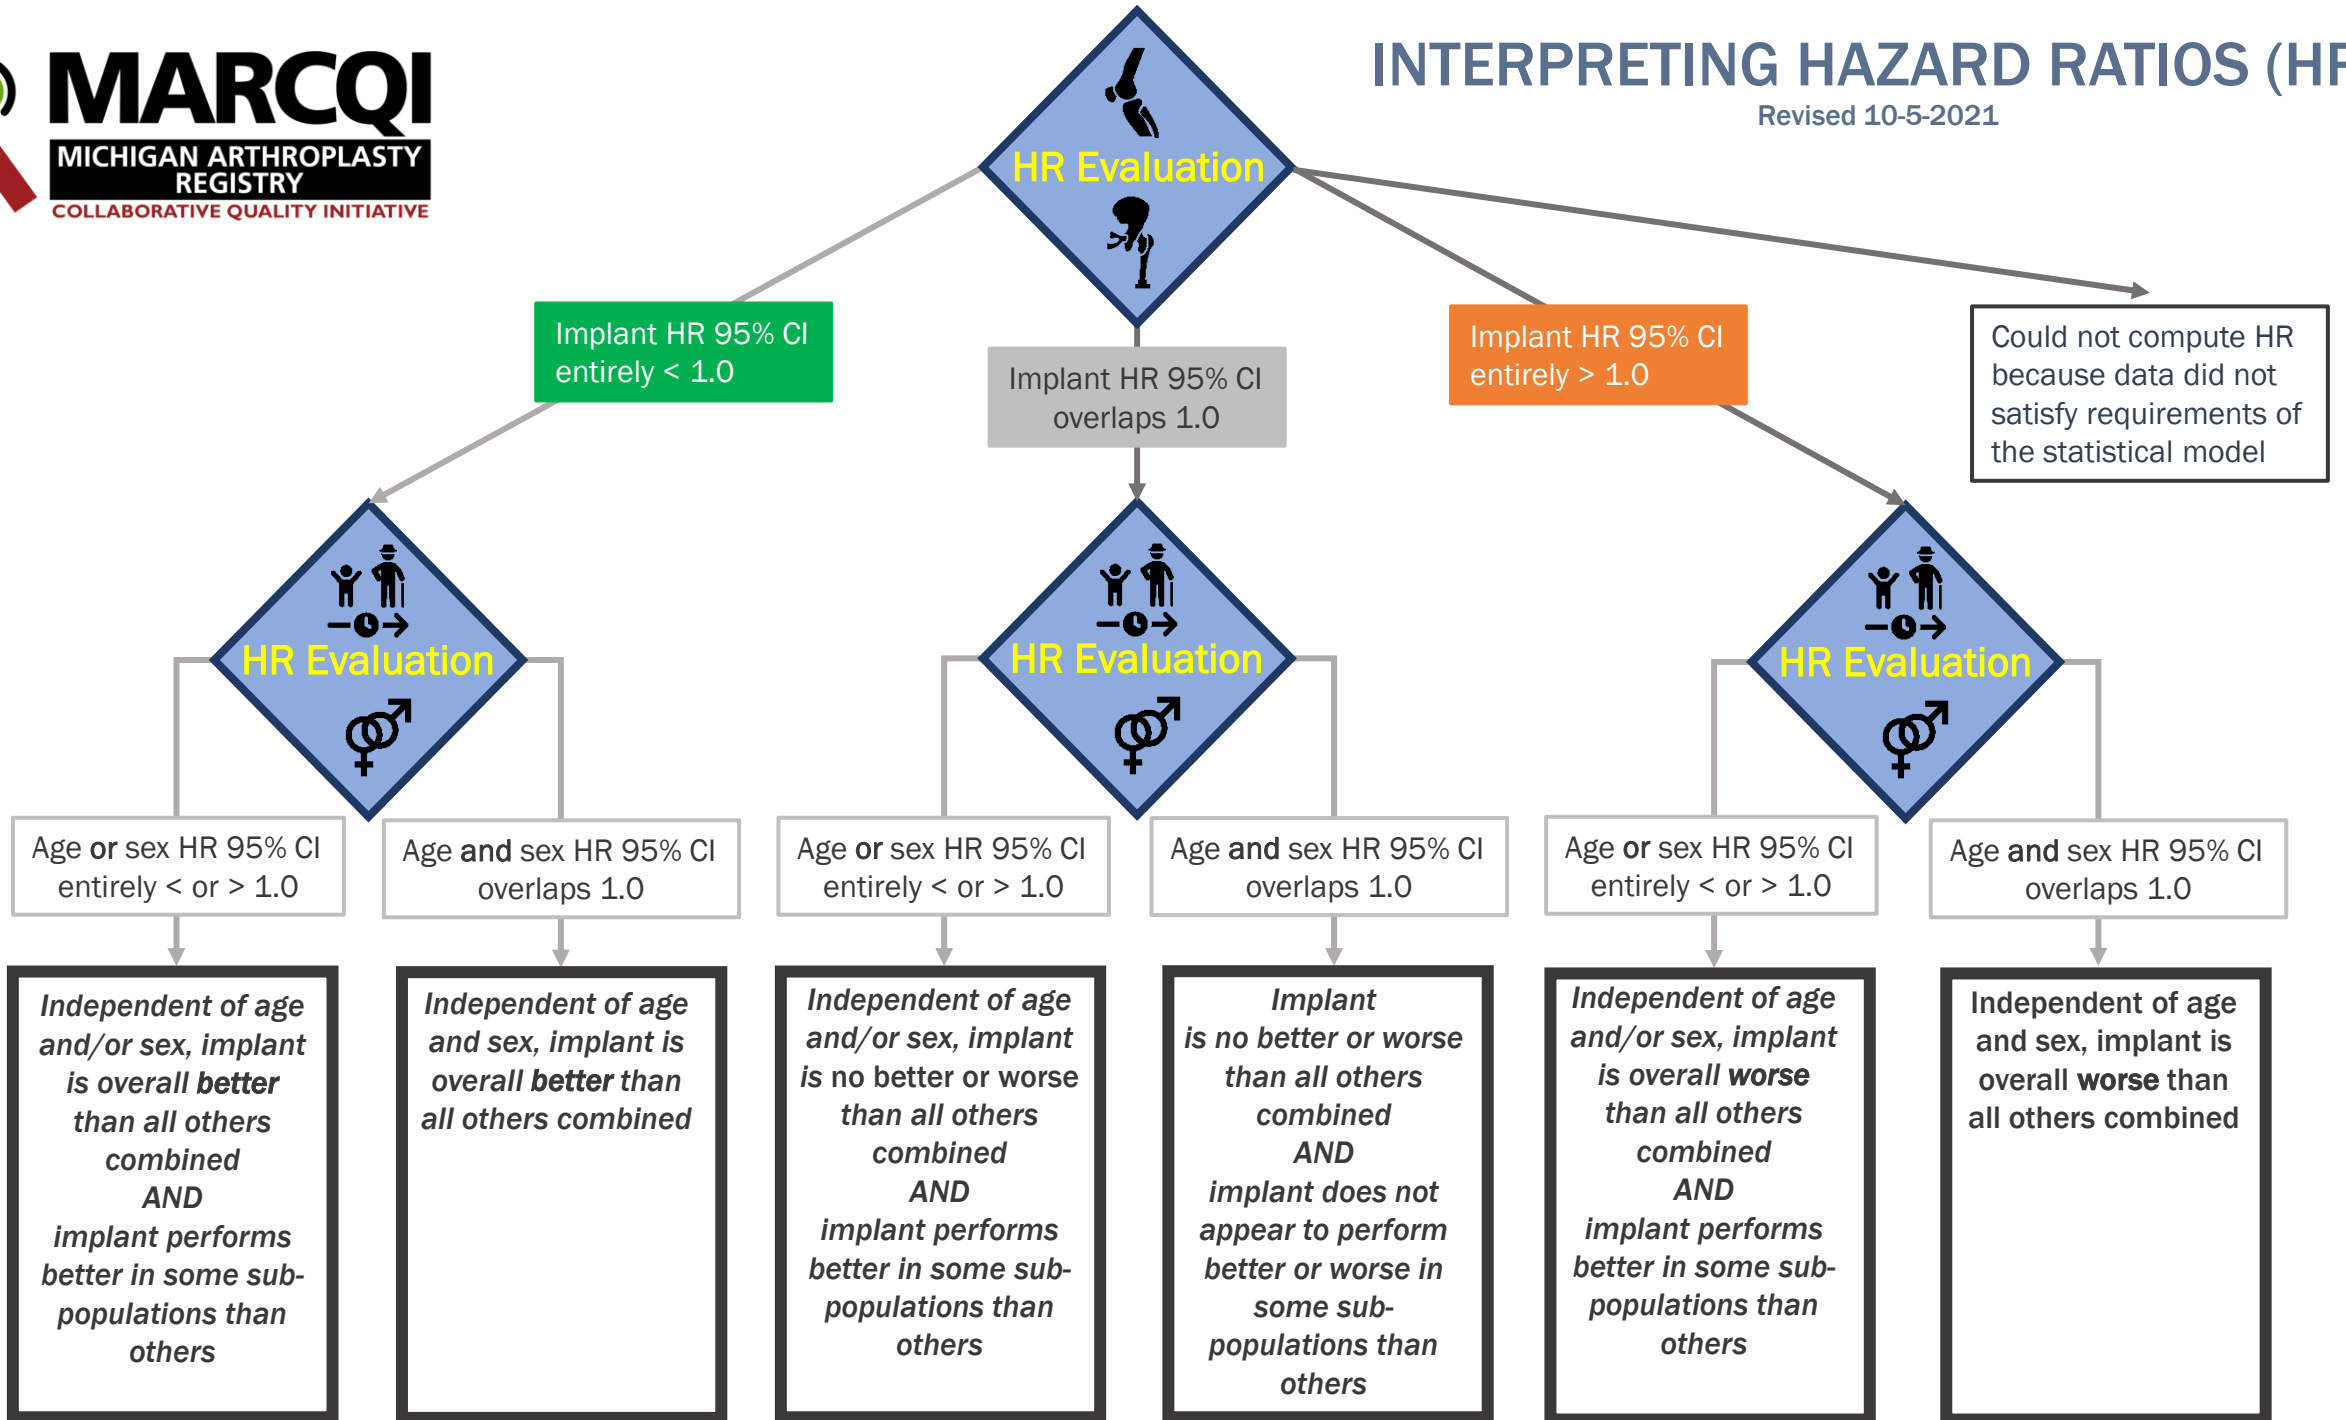 MARCQI
MICHIGAN ARTHROPLASTY
REGISTRY
COLLABORATIVE QUALITY INITIATIVE
INTERPRETING HAZARD RATIOS (HR
Revised 10-5-2021
HR Evaluation
Implant HR 95% CI
entirely < 1.0
Implant HR 95% CI
overlaps 1.0
Implant HR 95% CI
entirely > 1.0
Could not compute HR
because data did not
satisfy requirements of
the statistical model
HR Evaluation
HR Evaluation
HR Evaluation
Age or sex HR 95% CI
entirely < or > 1.0
Age and sex HR 95% CI
overlaps 1.0
Age or sex HR 95% CI
entirely < or > 1.0
Age and sex HR 95% CI
overlaps 1.0
Age or sex HR 95% CI
entirely < or > 1.0
Age and sex HR 95% CI
overlaps 1.0
Independent of age
and/or sex, implant
is overall better
than all others
combined
AND
implant performs
better in some sub-
populations than
others
Independent of age
and sex, implant is
overall better than
all others combined
Independent of age
and/or sex, implant
is no better or worse
than all others
combined
AND
implant performs
better in some sub-
populations than
others
Implant
is no better or worse
than all others
combined
AND
implant does not
appear to perform
better or worse in
some sub-
populations than
others
Independent of age
and/or sex, implant
is overall worse
than all others
combined
AND
implant performs
better in some sub-
populations than
others
Independent of age
and sex, implant is
overall worse than
all others combined